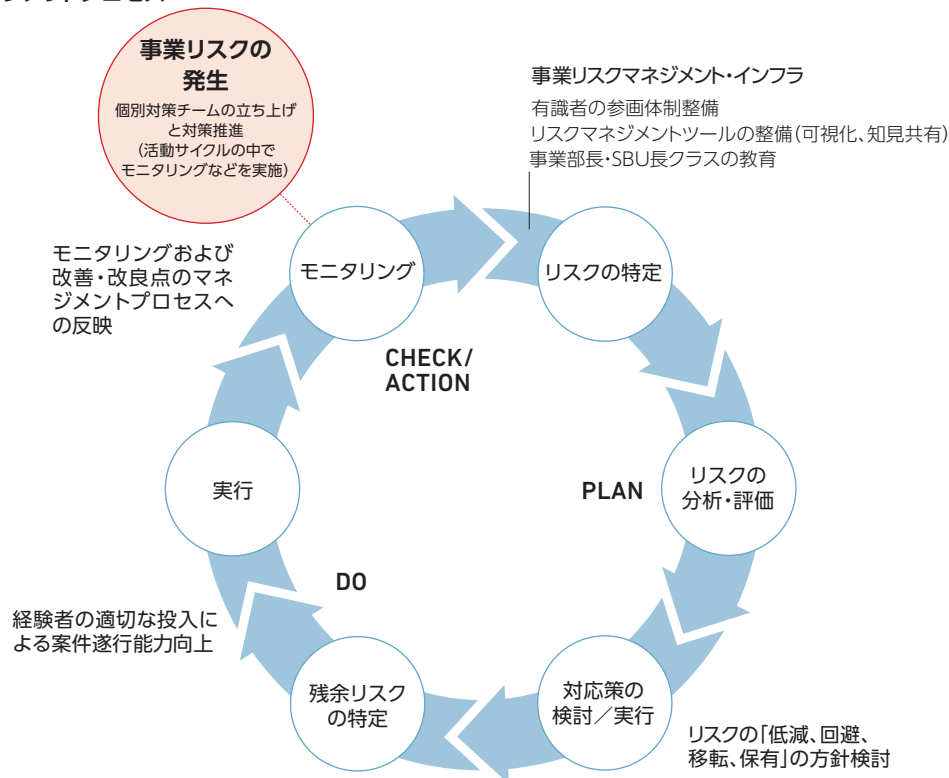 事業リスクの
発生
個別対策チームの立ち上げ
と対策推進
(活動サイクルの中で
モニタリングなどを実施)
事業リスクマネジメント・インフラ
有識者の参画体制整備
リスクマネジメントツールの整備(可視化、知見共有)
事業部長・SBU長クラスの教育
モニタリングおよび
改善・改良点のマネ
ジメントプロセスへ
の反映
モニタリング
リスクの特定
CHECK/
ACTION
実行
PLAN
リスクの
分析・評価
DO
経験者の適切な投入に
よる案件遂行能力向上
残余リスク
の特定
対応策の
検討／実行
リスクの「低減、回避、
移転、保有」の方針検討